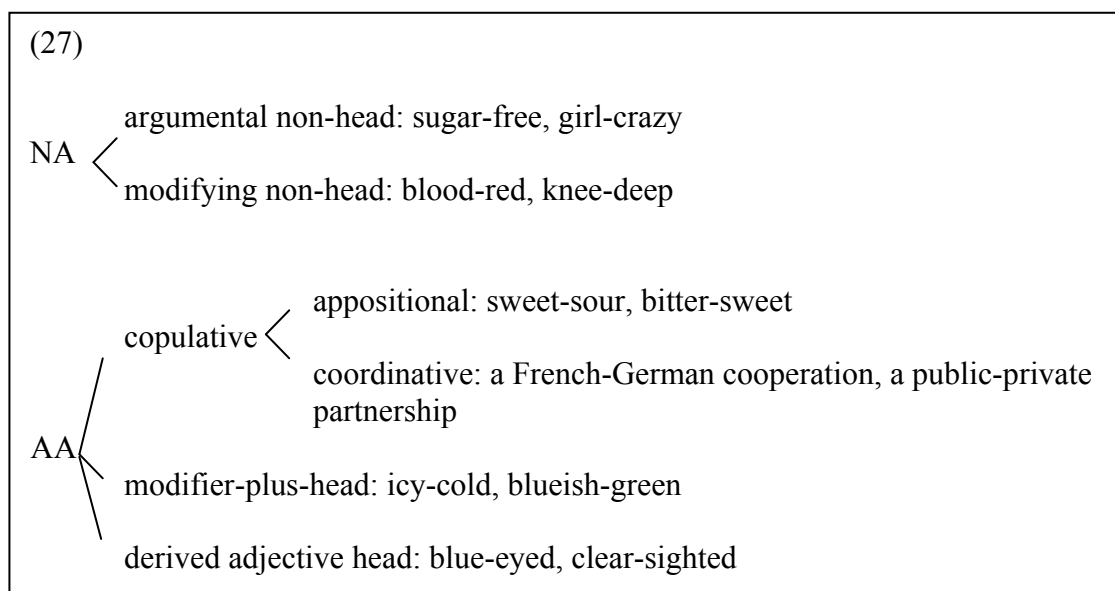 (27)
argumental non-head: sugar-free, girl-crazy
NA
modifying non-head: blood-red, knee-deep
appositional: sweet-sour, bitter-sweet
copulative
coordinative: a French-German cooperation, a public-private
partnership
AA
modifier-plus-head: icy-cold, blueish-green
derived adjective head: blue-eyed, clear-sighted